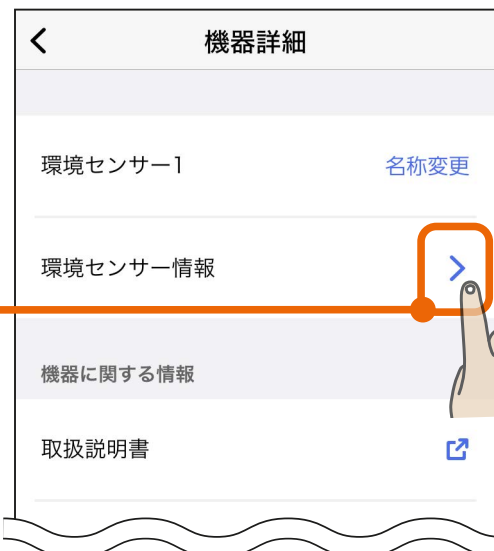 機器詳細
環境センサー1
名称変更
環境センサー情報
機器に関する情報
取扱説明書